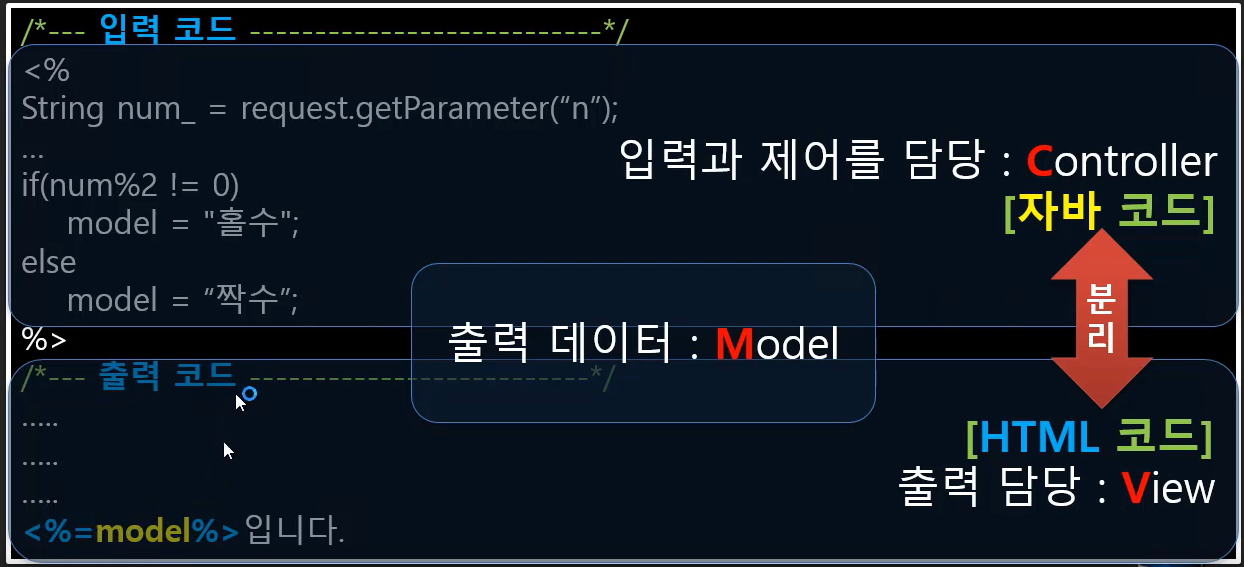 /*--- 입력 코드 ---------------------------*/
<%
String num_ = request.getParameter(“n”);
...
입력과 제어를 담당 : Controller
if(num%2 != 0)
[자바 코드]
model = "홀수";
else
model = “짝수”;
분
리
%>
출력 데이터 : Model
/*--- 출력 코드 --------------------------*/
.....
[HTML 코드]
.....
출력 담당 : View
.....
<%=model%>입니다.